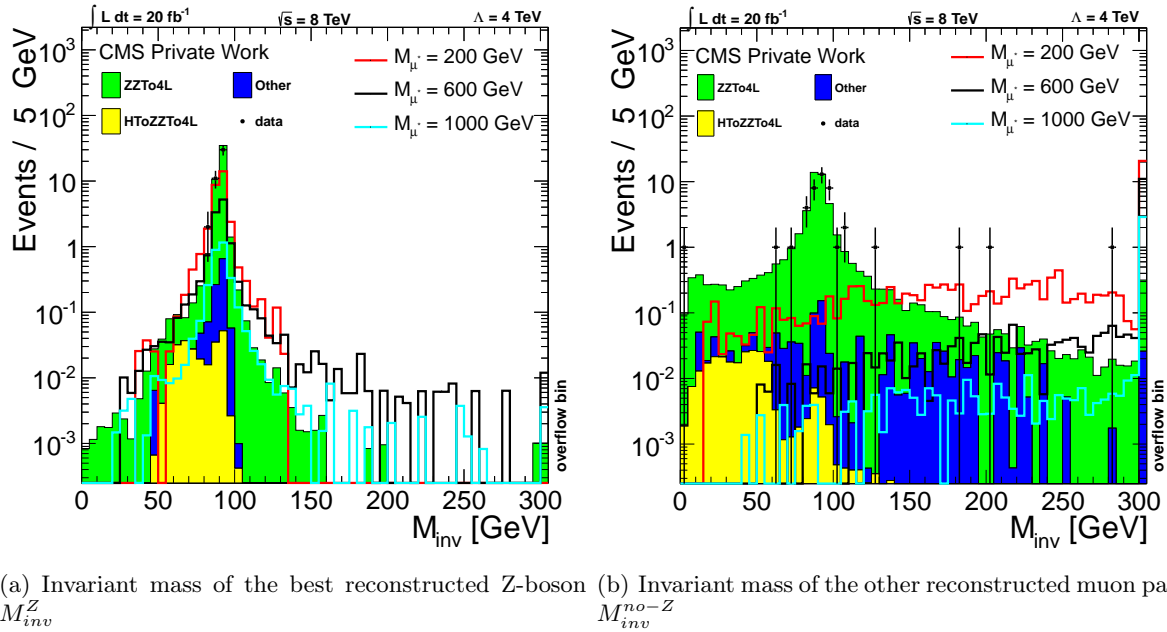 ∫ L dt = 20 fb⁻¹ √s = 8 TeV Λ = 4 TeV
CMS Private Work
ZZTo4L
Other
HToZZTo4L
data
M_μ* = 200 GeV
M_μ* = 600 GeV
M_μ* = 1000 GeV
Events / 5 GeV
10³
10²
10
1
10⁻¹
10⁻²
10⁻³
0 50 100 150 200 250 300
M_inv [GeV]
overflow bin
∫ L dt = 20 fb⁻¹ √s = 8 TeV Λ = 4 TeV
CMS Private Work
ZZTo4L
Other
HToZZTo4L
data
M_μ* = 200 GeV
M_μ* = 600 GeV
M_μ* = 1000 GeV
Events / 5 GeV
10³
10²
10
1
10⁻¹
10⁻²
10⁻³
0 50 100 150 200 250 300
M_inv [GeV]
overflow bin
(a) Invariant mass of the best reconstructed Z-boson
M_inv^Z
(b) Invariant mass of the other reconstructed muon pa
M_inv^no−Z